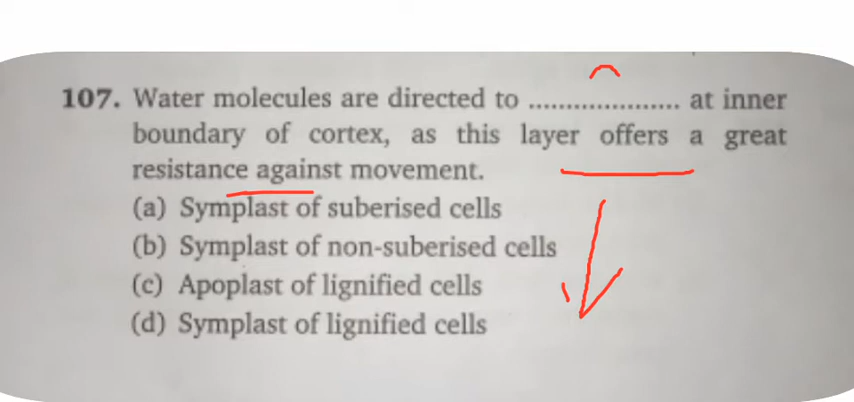 107. Water molecules are directed to .................... at inner
boundary of cortex, as this layer offers a great
resistance against movement.
(a) Symplast of suberised cells
(b) Symplast of non-suberised cells
(c) Apoplast of lignified cells
(d) Symplast of lignified cells